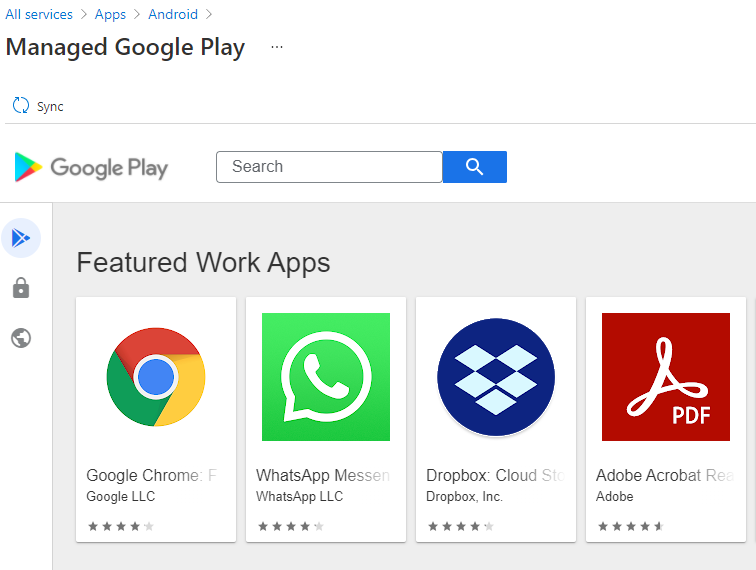 All services > Apps > Android >
Managed Google Play ...
Sync
Google Play
Search
Featured Work Apps
PDF
Google Chrome: F
WhatsApp Messen
Dropbox: Cloud Sto
Adobe Acrobat Rea
Google LLC
WhatsApp LLC
Dropbox, Inc.
Adobe